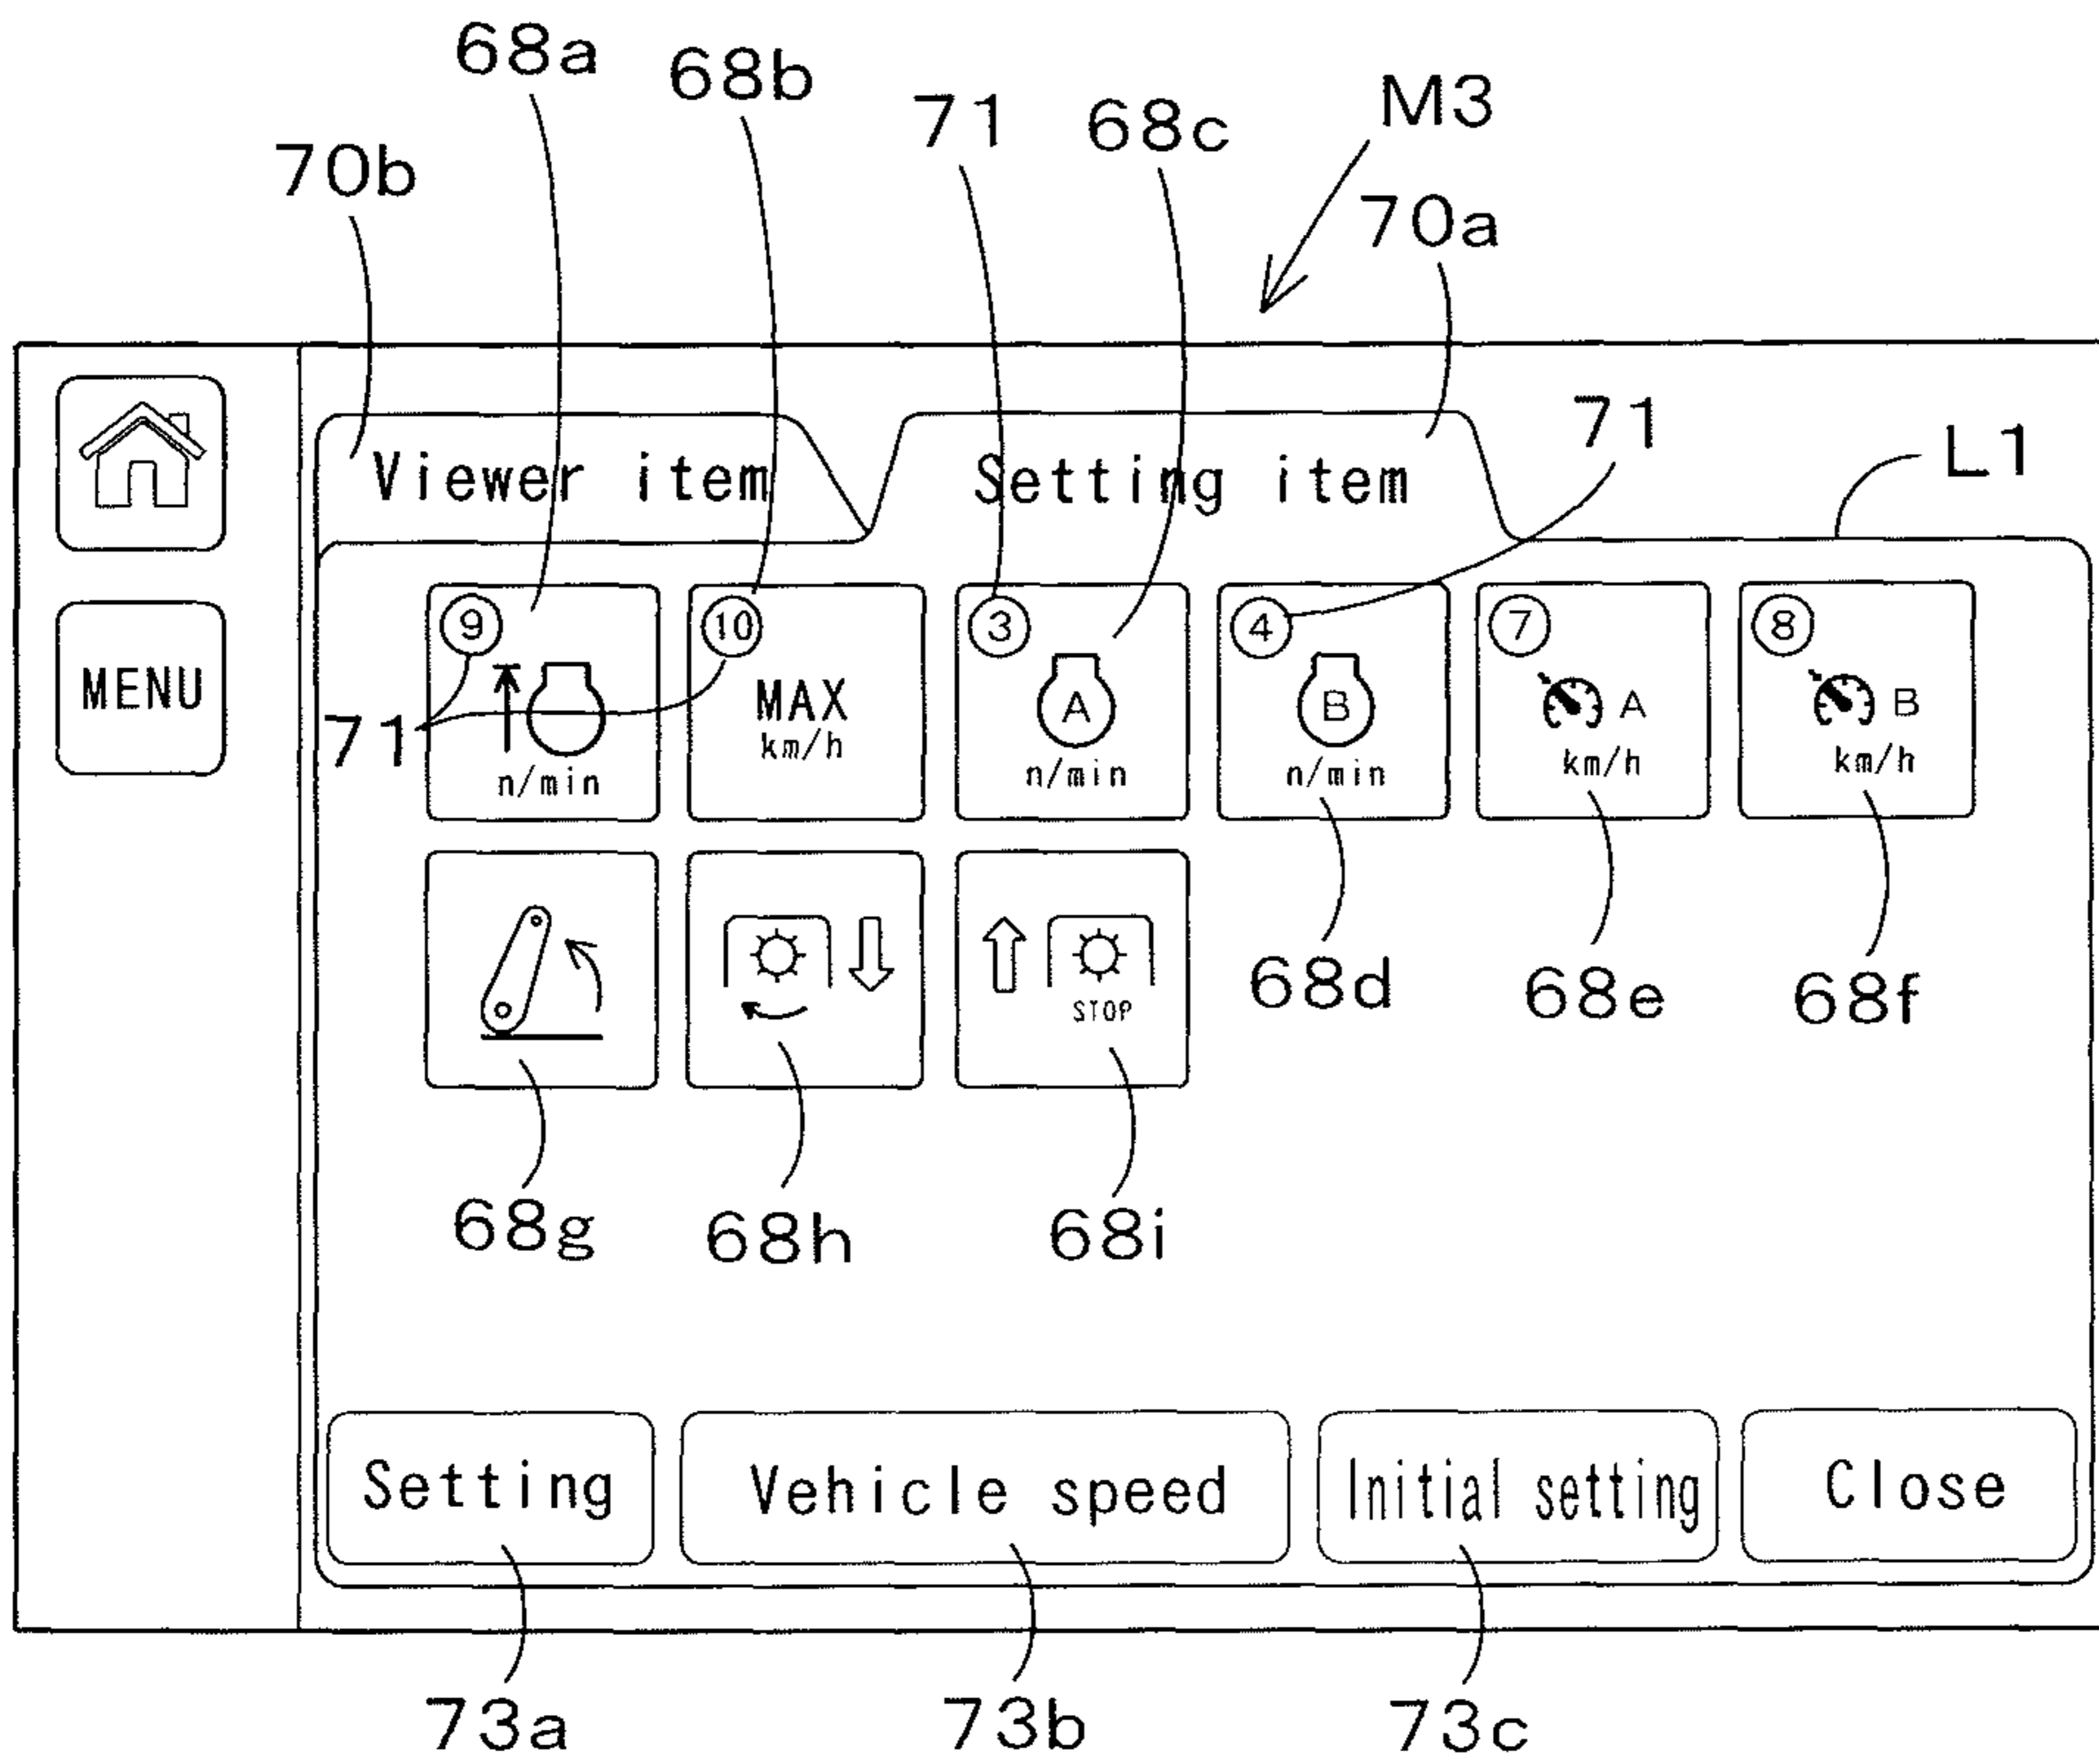 68a 68b 71 68c M3
70b 70a
71 L1
Viewer item Setting item
MENU
9 10 3 4 7 8
71 MAX km/h A B A B
n/min n/min n/min km/h km/h
STOP
68d 68e 68f
68g 68h 68i
Setting Vehicle speed Initial setting Close
73a 73b 73c